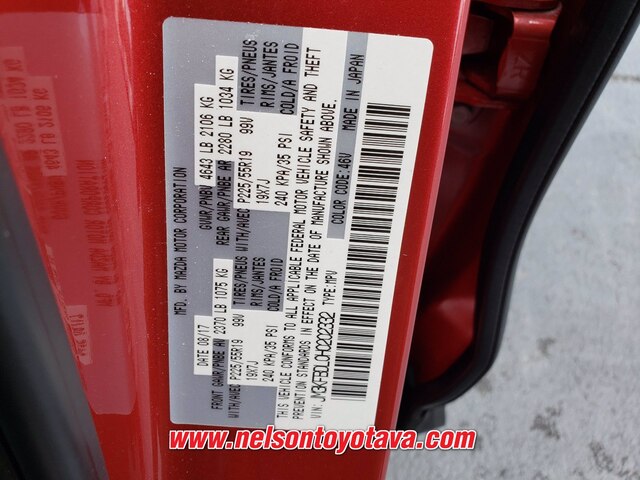 MFD. BY MAZDA MOTOR CORPORATION
DATE 08/17 GVWR/PNBV 4643 LB 2106 KG
FRONT GAWR/PNBE AV 2370 LB 1075 KG REAR GAWR/PNBE AR 2280 LB 1034 KG
WITH/AVEC P225/55R19 99V TIRES/PNEUS WITH/AVEC P225/55R19 99V TIRES/PNEUS
19X7J RIMS/JANTES 19X7J RIMS/JANTES
240 KPA/35 PSI COLD/A FROID 240 KPA/35 PSI COLD/A FROID
THIS VEHICLE CONFORMS TO ALL APPLICABLE FEDERAL MOTOR VEHICLE SAFETY AND THEFT
PREVENTION STANDARDS IN EFFECT ON THE DATE OF MANUFACTURE SHOWN ABOVE.
VIN: JM3KFBDL0H0202332 TYPE: MPV COLOR CODE: 46V MADE IN JAPAN
www.nelsontoyotava.com